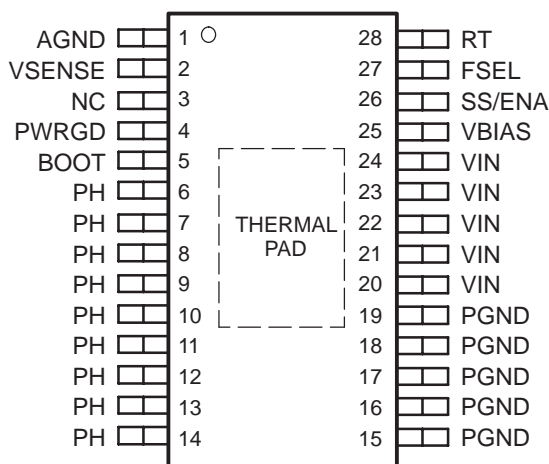 AGND 1 28 RT
VSENSE 2 27 FSEL
NC 3 26 SS/ENA
PWRGD 4 25 VBIAS
BOOT 5 24 VIN
PH 6 23 VIN
PH 7 THERMAL 22 VIN
PH 8 PAD 21 VIN
PH 9 20 VIN
PH 10 19 PGND
PH 11 18 PGND
PH 12 17 PGND
PH 13 16 PGND
PH 14 15 PGND